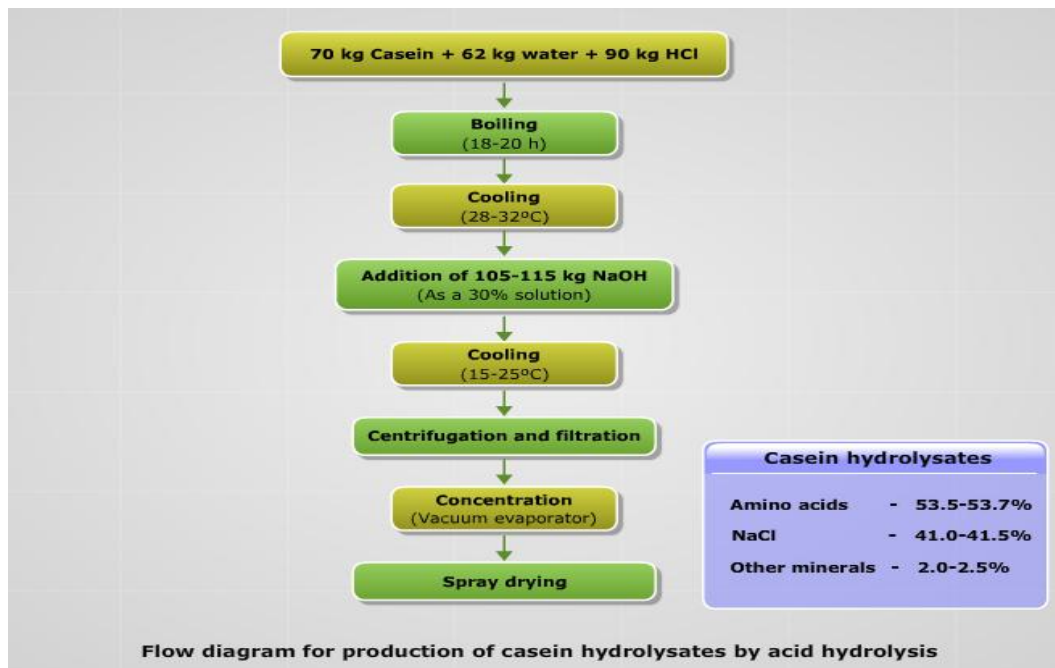 70 kg Casein + 62 kg water + 90 kg HCl
Boiling
(18-20 h)
Cooling
(28-32ºC)
Addition of 105-115 kg NaOH
(As a 30% solution)
Cooling
(15-25ºC)
Centrifugation and filtration
Concentration
(Vacuum evaporator)
Spray drying
Casein hydrolysates
Amino acids - 53.5-53.7%
NaCl - 41.0-41.5%
Other minerals - 2.0-2.5%
Flow diagram for production of casein hydrolysates by acid hydrolysis